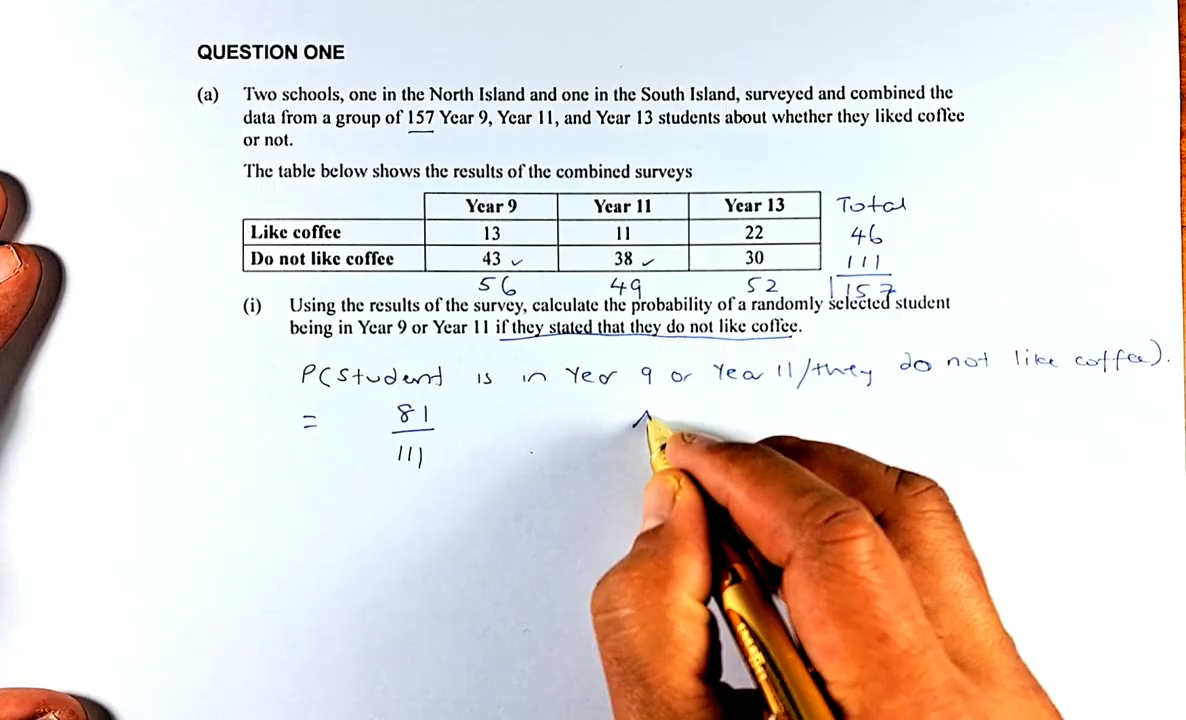 QUESTION ONE
(a) Two schools, one in the North Island and one in the South Island, surveyed and combined the
data from a group of 157 Year 9, Year 11, and Year 13 students about whether they liked coffee
or not.
The table below shows the results of the combined surveys
Year 9 Year 11 Year 13 Total
Like coffee 13 11 22 46
Do not like coffee 43 ✓ 38 ✓ 30 111
56 49 52 157
(i) Using the results of the survey, calculate the probability of a randomly selected student
being in Year 9 or Year 11 if they stated that they do not like coffee.
P(Student is in Year 9 or Year 11/they do not like coffee).
= 81
111